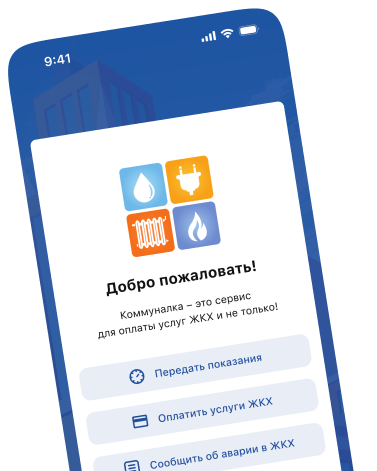 9:41
Добро пожаловать!
Коммуналка – это сервис
для оплаты услуг ЖКХ и не только!
Передать показания
Оплатить услуги ЖКХ
Сообщить об аварии в ЖКХ